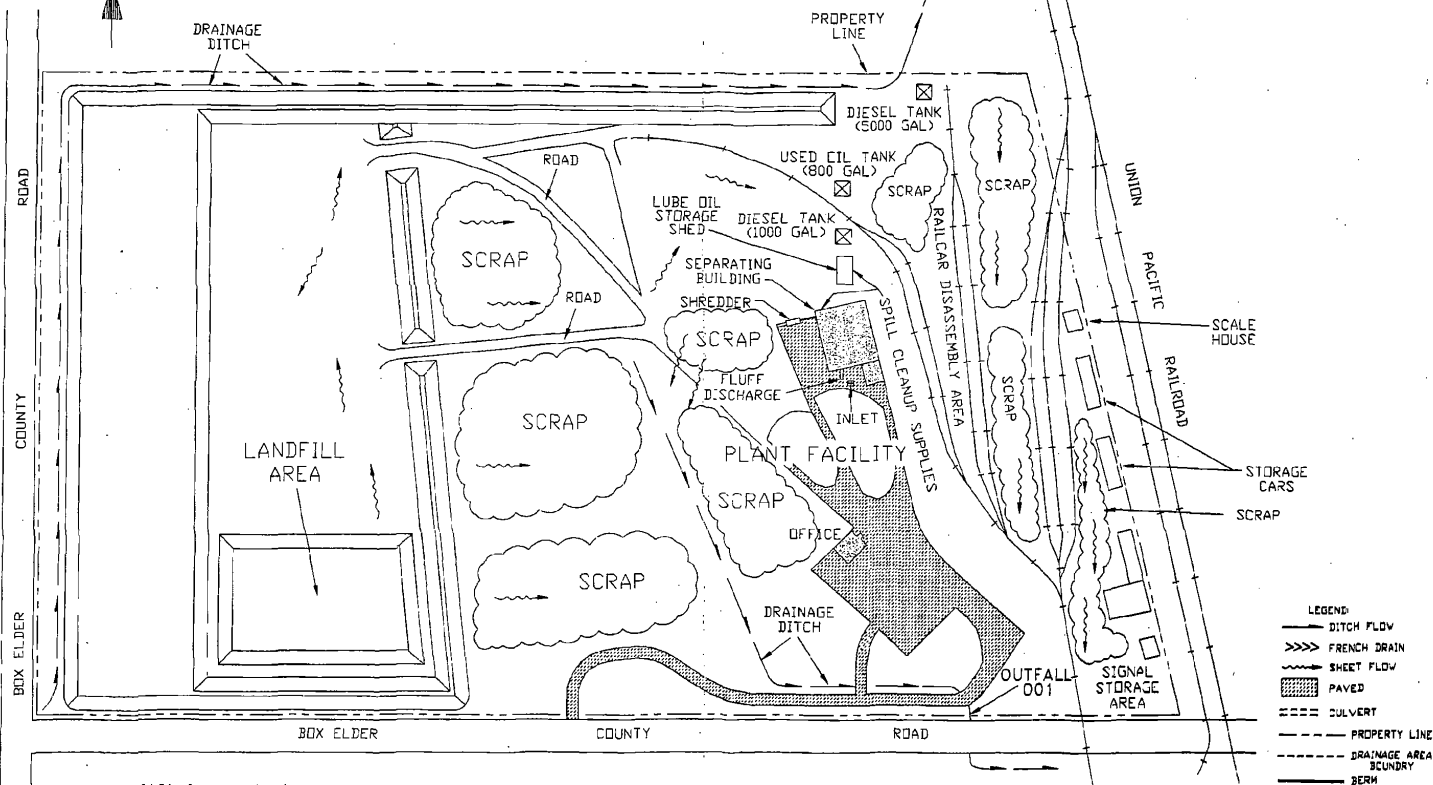 DRAINAGE
DITCH
PROPERTY
LINE
DIESEL TANK
(5000 GAL)
ROAD
USED OIL TANK
(800 GAL)
SCRAP
SCRAP
UNION
PACIFIC
RAILROAD
ROAD
LUBE OIL
STORAGE
SHED
DIESEL TANK
(1000 GAL)
RAILCAR DISASSEMBLY AREA
SCRAP
SEPARATING
BUILDING
SHREDDER
SPILL CLEANUP SUPPLIES
ROAD
SCRAP
SCALE
HOUSE
FLUFF
DISCHARGE
INLET
SCRAP
COUNTY
SCRAP
LANDFILL
AREA
PLANT FACILITY
STORAGE
CARS
SCRAP
SCRAP
OFFICE
SCRAP
DRAINAGE
DITCH
BOX ELDER
OUTFALL
001
SIGNAL
STORAGE
AREA
BOX ELDER COUNTY ROAD
LEGEND:
DITCH FLOW
FRENCH DRAIN
SHEET FLOW
PAVED
CULVERT
PROPERTY LINE
DRAINAGE AREA
BOUNDRY
BERM